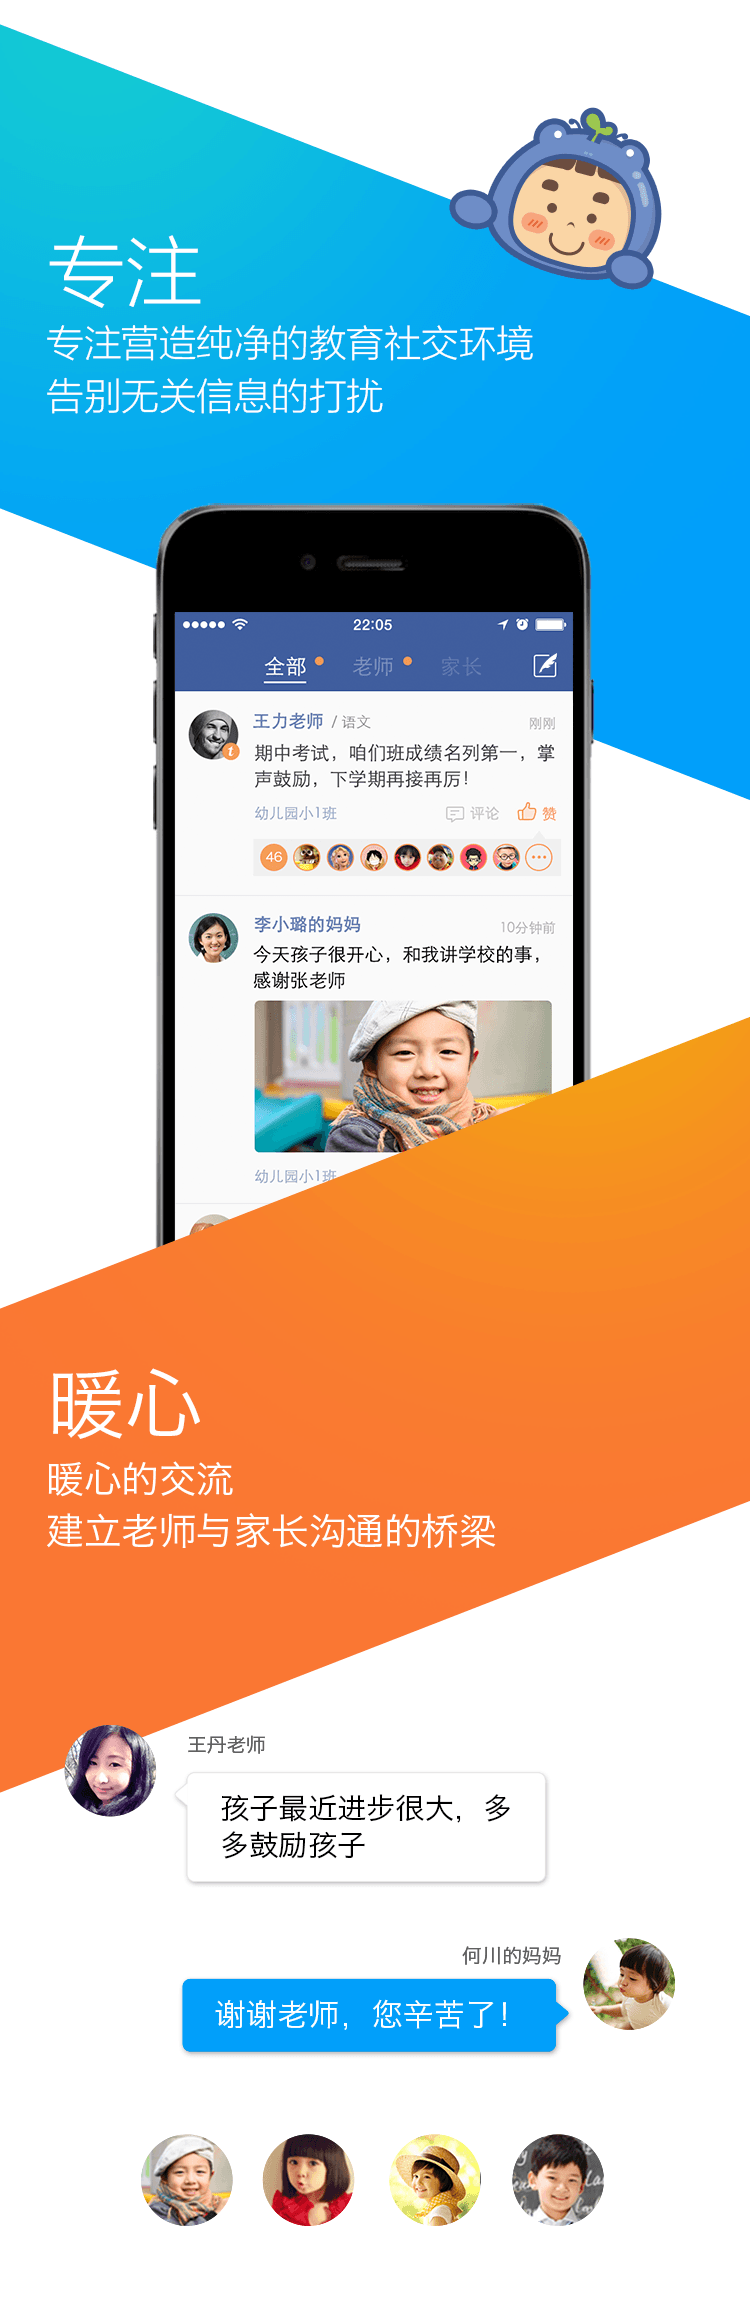 专注
专注营造纯净的教育社交环境
告别无关信息的打扰
22:05
全部 老师 家长
王力老师 / 语文 刚刚
期中考试，咱们班成绩名列第一，掌
声鼓励，下学期再接再厉！
幼儿园小1班 评论 赞
46
李小璐的妈妈 10分钟前
今天孩子很开心，和我讲学校的事，
感谢张老师
幼儿园小1班
暖心
暖心的交流
建立老师与家长沟通的桥梁
王丹老师
孩子最近进步很大，多
多鼓励孩子
何川的妈妈
谢谢老师，您辛苦了！